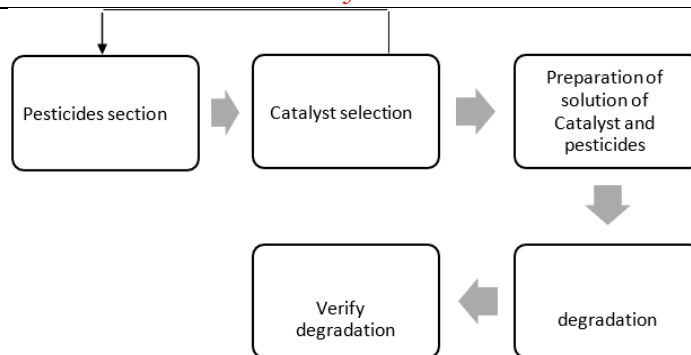 Pesticides section
Catalyst selection
Preparation of
solution of
Catalyst and
pesticides
Verify
degradation
degradation